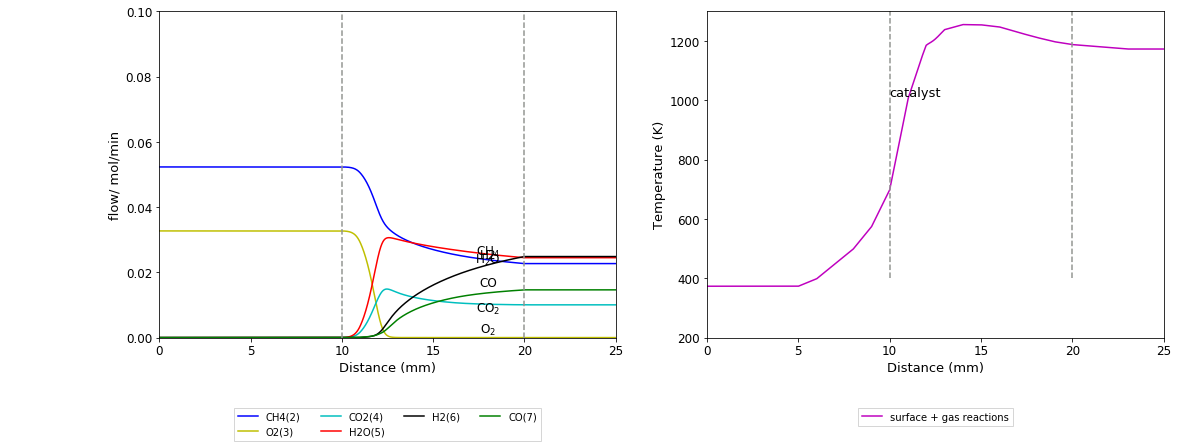 0.10
0.08
0.06
0.04
0.02
0.00
flow/ mol/min
CH4
CO
CO2
O2
0 5 10 15 20 25
Distance (mm)
CH4(2) CO2(4) H2(6) CO(7)
O2(3) H2O(5)
1200
1000
800
600
400
200
Temperature (K)
catalyst
0 5 10 15 20 25
Distance (mm)
surface + gas reactions